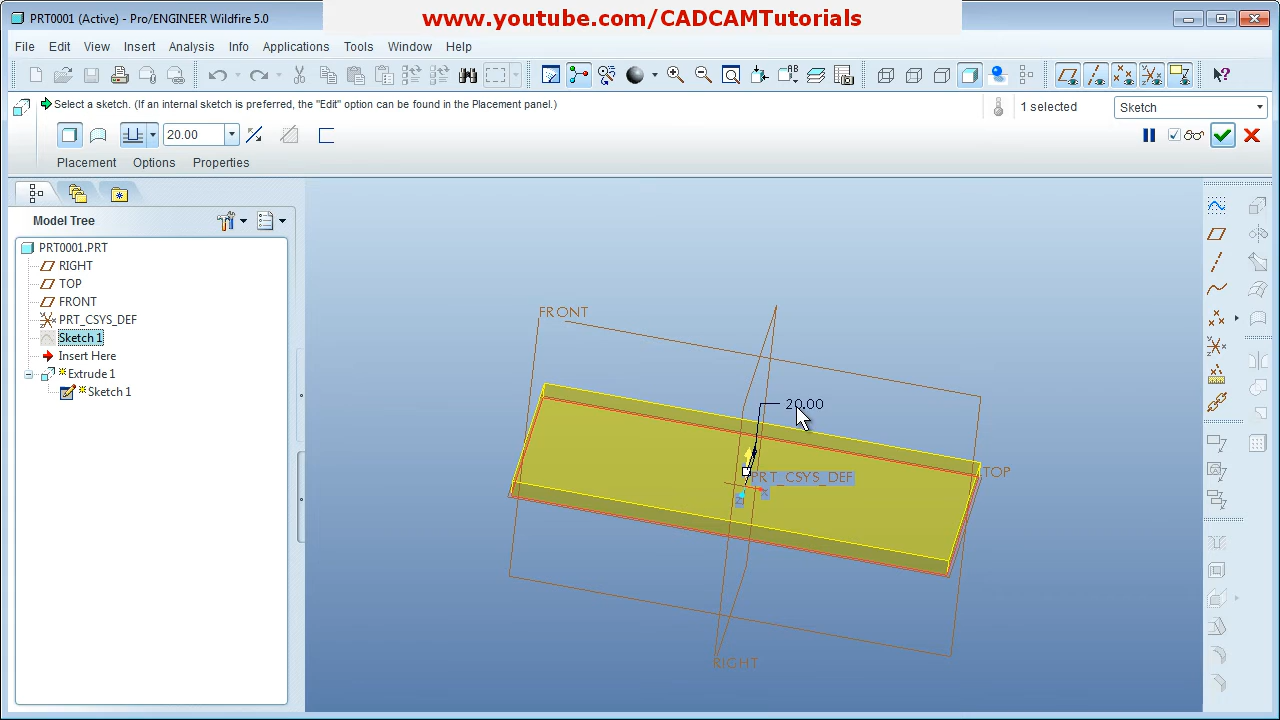 PRT0001 (Active) - Pro/ENGINEER Wildfire 5.0
www.youtube.com/CADCAMTutorials
File Edit View Insert Analysis Info Applications Tools Window Help
Select a sketch. (If an internal sketch is preferred, the "Edit" option can be found in the Placement panel.)
1 selected
Sketch
20.00
Placement Options Properties
Model Tree
PRT0001.PRT
RIGHT
TOP
FRONT
PRT_CSYS_DEF
Sketch 1
Insert Here
Extrude 1
Sketch 1
FRONT
20.00
TOP
PRT_CSYS_DEF
X
Z
RIGHT